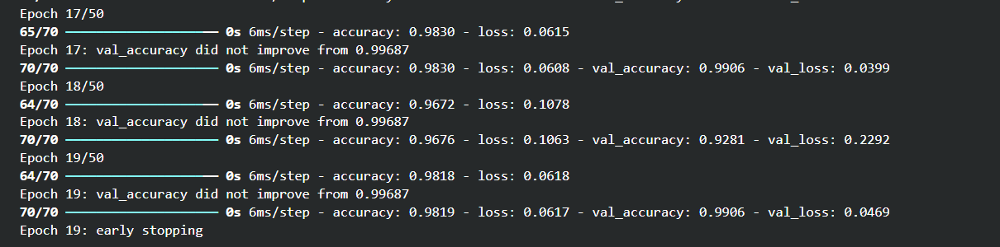 Epoch 17/50
65/70 ━━━━━━━━━━━━━━━━━━━━ 0s 6ms/step - accuracy: 0.9830 - loss: 0.0615
Epoch 17: val_accuracy did not improve from 0.99687
70/70 ━━━━━━━━━━━━━━━━━━━━ 0s 6ms/step - accuracy: 0.9830 - loss: 0.0608 - val_accuracy: 0.9906 - val_loss: 0.0399
Epoch 18/50
64/70 ━━━━━━━━━━━━━━━━━━━━ 0s 6ms/step - accuracy: 0.9672 - loss: 0.1078
Epoch 18: val_accuracy did not improve from 0.99687
70/70 ━━━━━━━━━━━━━━━━━━━━ 0s 6ms/step - accuracy: 0.9676 - loss: 0.1063 - val_accuracy: 0.9281 - val_loss: 0.2292
Epoch 19/50
64/70 ━━━━━━━━━━━━━━━━━━━━ 0s 6ms/step - accuracy: 0.9818 - loss: 0.0618
Epoch 19: val_accuracy did not improve from 0.99687
70/70 ━━━━━━━━━━━━━━━━━━━━ 0s 6ms/step - accuracy: 0.9819 - loss: 0.0617 - val_accuracy: 0.9906 - val_loss: 0.0469
Epoch 19: early stopping